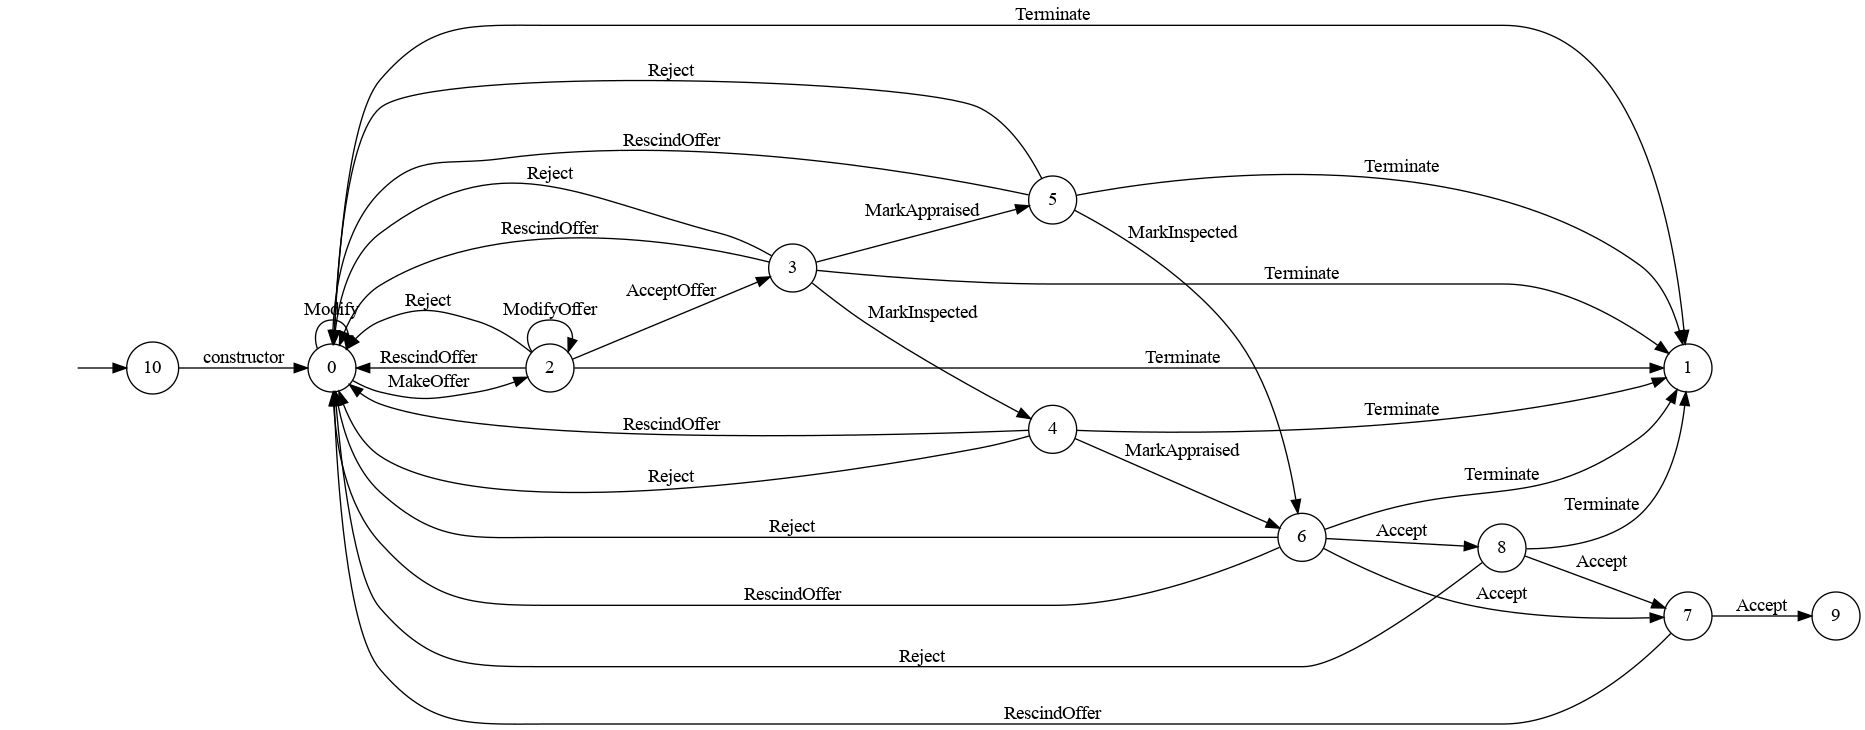 Terminate
Reject
RescindOffer
Reject
Terminate
MarkAppraised
5
RescindOffer
MarkInspected
3
Terminate
AcceptOffer
Modify
Reject
ModifyOffer
MarkInspected
constructor
RescindOffer
Terminate
10
0
MakeOffer
2
1
RescindOffer
4
Terminate
Reject
MarkAppraised
Terminate
Reject
6
Accept
8
Terminate
Accept
RescindOffer
Accept
7
Accept
9
Reject
RescindOffer